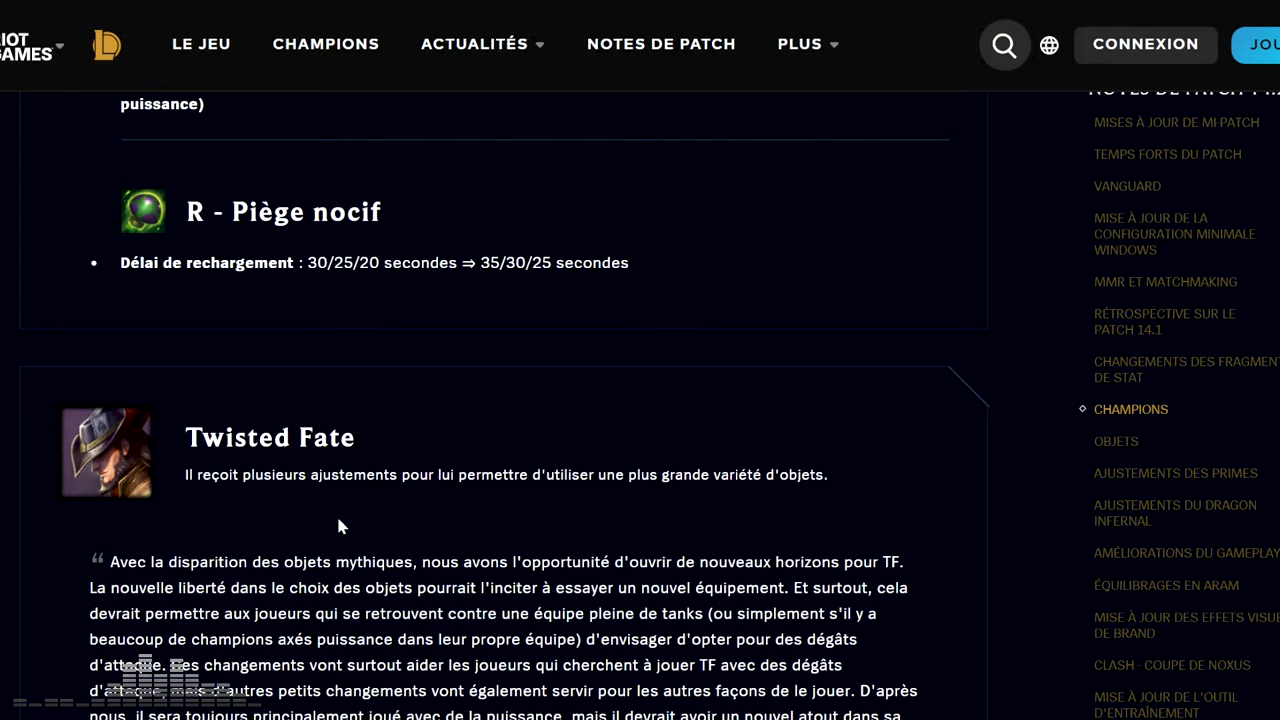 RIOT
GAMES
LE JEU
CHAMPIONS
ACTUALITÉS
NOTES DE PATCH
PLUS
CONNEXION
puissance)
R - Piège nocif
• Délai de rechargement : 30/25/20 secondes ⇒ 35/30/25 secondes
Twisted Fate
Il reçoit plusieurs ajustements pour lui permettre d'utiliser une plus grande variété d'objets.
“ Avec la disparition des objets mythiques, nous avons l'opportunité d'ouvrir de nouveaux horizons pour TF.
La nouvelle liberté dans le choix des objets pourrait l'inciter à essayer un nouvel équipement. Et surtout, cela
devrait permettre aux joueurs qui se retrouvent contre une équipe pleine de tanks (ou simplement s'il y a
beaucoup de champions axés puissance dans leur propre équipe) d'envisager d'opter pour des dégâts
d'attaque. Ces changements vont surtout aider les joueurs qui cherchent à jouer TF avec des dégâts
d'attaque, mais d'autres petits changements vont également servir pour les autres façons de le jouer. D'après
nous, il sera toujours principalement joué avec de la puissance, mais il devrait avoir un nouvel atout dans sa
MISES À JOUR DE MI-PATCH
TEMPS FORTS DU PATCH
VANGUARD
MISE À JOUR DE LA
CONFIGURATION MINIMALE
WINDOWS
MMR ET MATCHMAKING
RÉTROSPECTIVE SUR LE
PATCH 14.1
CHANGEMENTS DES FRAGMENT
DE STAT
CHAMPIONS
OBJETS
AJUSTEMENTS DES PRIMES
AJUSTEMENTS DU DRAGON
INFERNAL
AMÉLIORATIONS DU GAMEPLAY
ÉQUILIBRAGES EN ARAM
MISE À JOUR DES EFFETS VISUE
DE BRAND
CLASH - COUPE DE NOXUS
MISE À JOUR DE L'OUTIL
D'ENTRAÎNEMENT